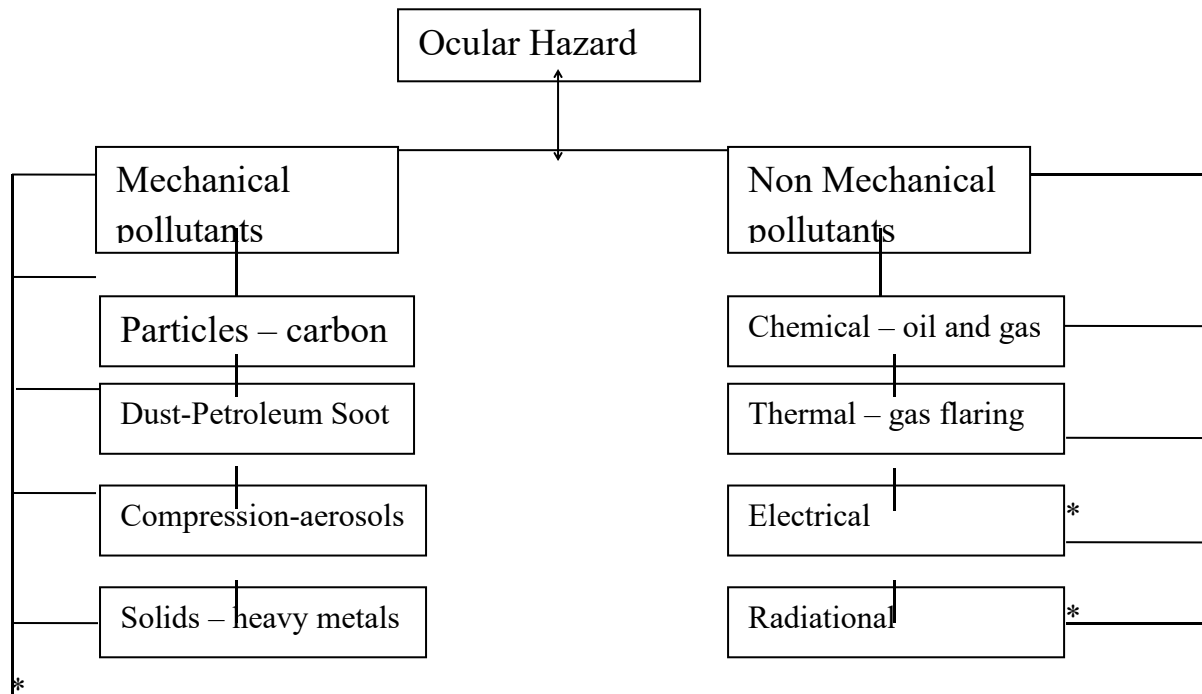 Ocular Hazard
Mechanical
pollutants
Non Mechanical
pollutants
Particles – carbon
Dust-Petroleum Soot
Compression-aerosols
Solids – heavy metals
*
Chemical – oil and gas
Thermal – gas flaring
Electrical
*
Radiational
*